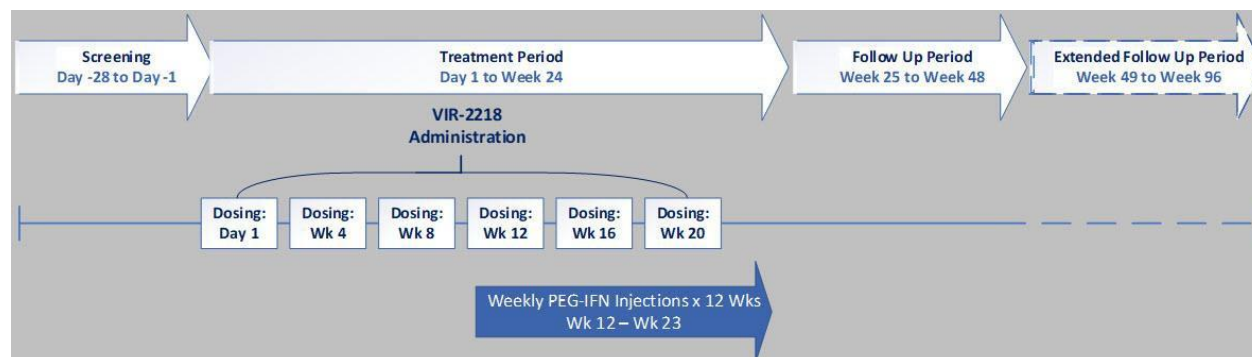 Screening
Day -28 to Day -1
Treatment Period
Day 1 to Week 24
Follow Up Period
Week 25 to Week 48
Extended Follow Up Period
Week 49 to Week 96
VIR-2218
Administration
Dosing:
Day 1
Dosing:
Wk 4
Dosing:
Wk 8
Dosing:
Wk 12
Dosing:
Wk 16
Dosing:
Wk 20
Weekly PEG-IFN Injections x 12 Wks
Wk 12 – Wk 23